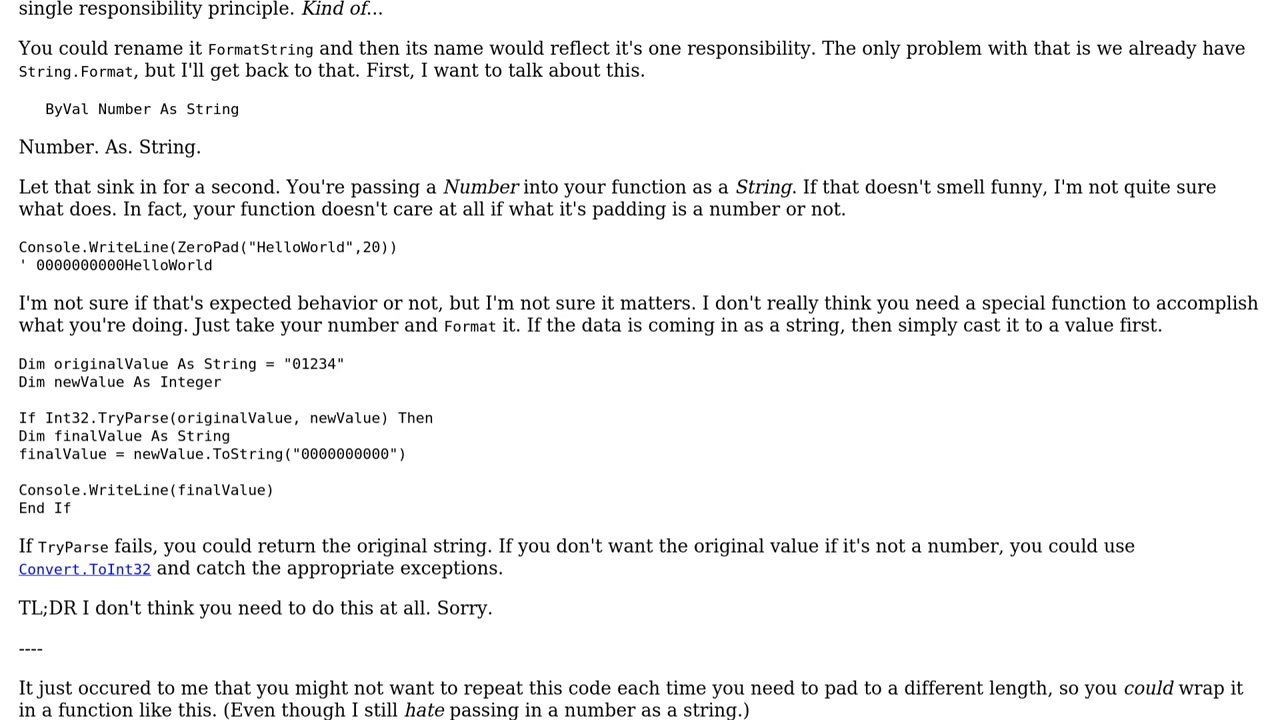 single responsibility principle. Kind of...
You could rename it FormatString and then its name would reflect it's one responsibility. The only problem with that is we already have
String.Format, but I'll get back to that. First, I want to talk about this.
ByVal Number As String
Number. As. String.
Let that sink in for a second. You're passing a Number into your function as a String. If that doesn't smell funny, I'm not quite sure
what does. In fact, your function doesn't care at all if what it's padding is a number or not.
Console.WriteLine(ZeroPad("HelloWorld",20))
' 0000000000HelloWorld
I'm not sure if that's expected behavior or not, but I'm not sure it matters. I don't really think you need a special function to accomplish
what you're doing. Just take your number and Format it. If the data is coming in as a string, then simply cast it to a value first.
Dim originalValue As String = "01234"
Dim newValue As Integer
If Int32.TryParse(originalValue, newValue) Then
Dim finalValue As String
finalValue = newValue.ToString("0000000000")
Console.WriteLine(finalValue)
End If
If TryParse fails, you could return the original string. If you don't want the original value if it's not a number, you could use
Convert.ToInt32 and catch the appropriate exceptions.
TL;DR I don't think you need to do this at all. Sorry.
----
It just occured to me that you might not want to repeat this code each time you need to pad to a different length, so you could wrap it
in a function like this. (Even though I still hate passing in a number as a string.)